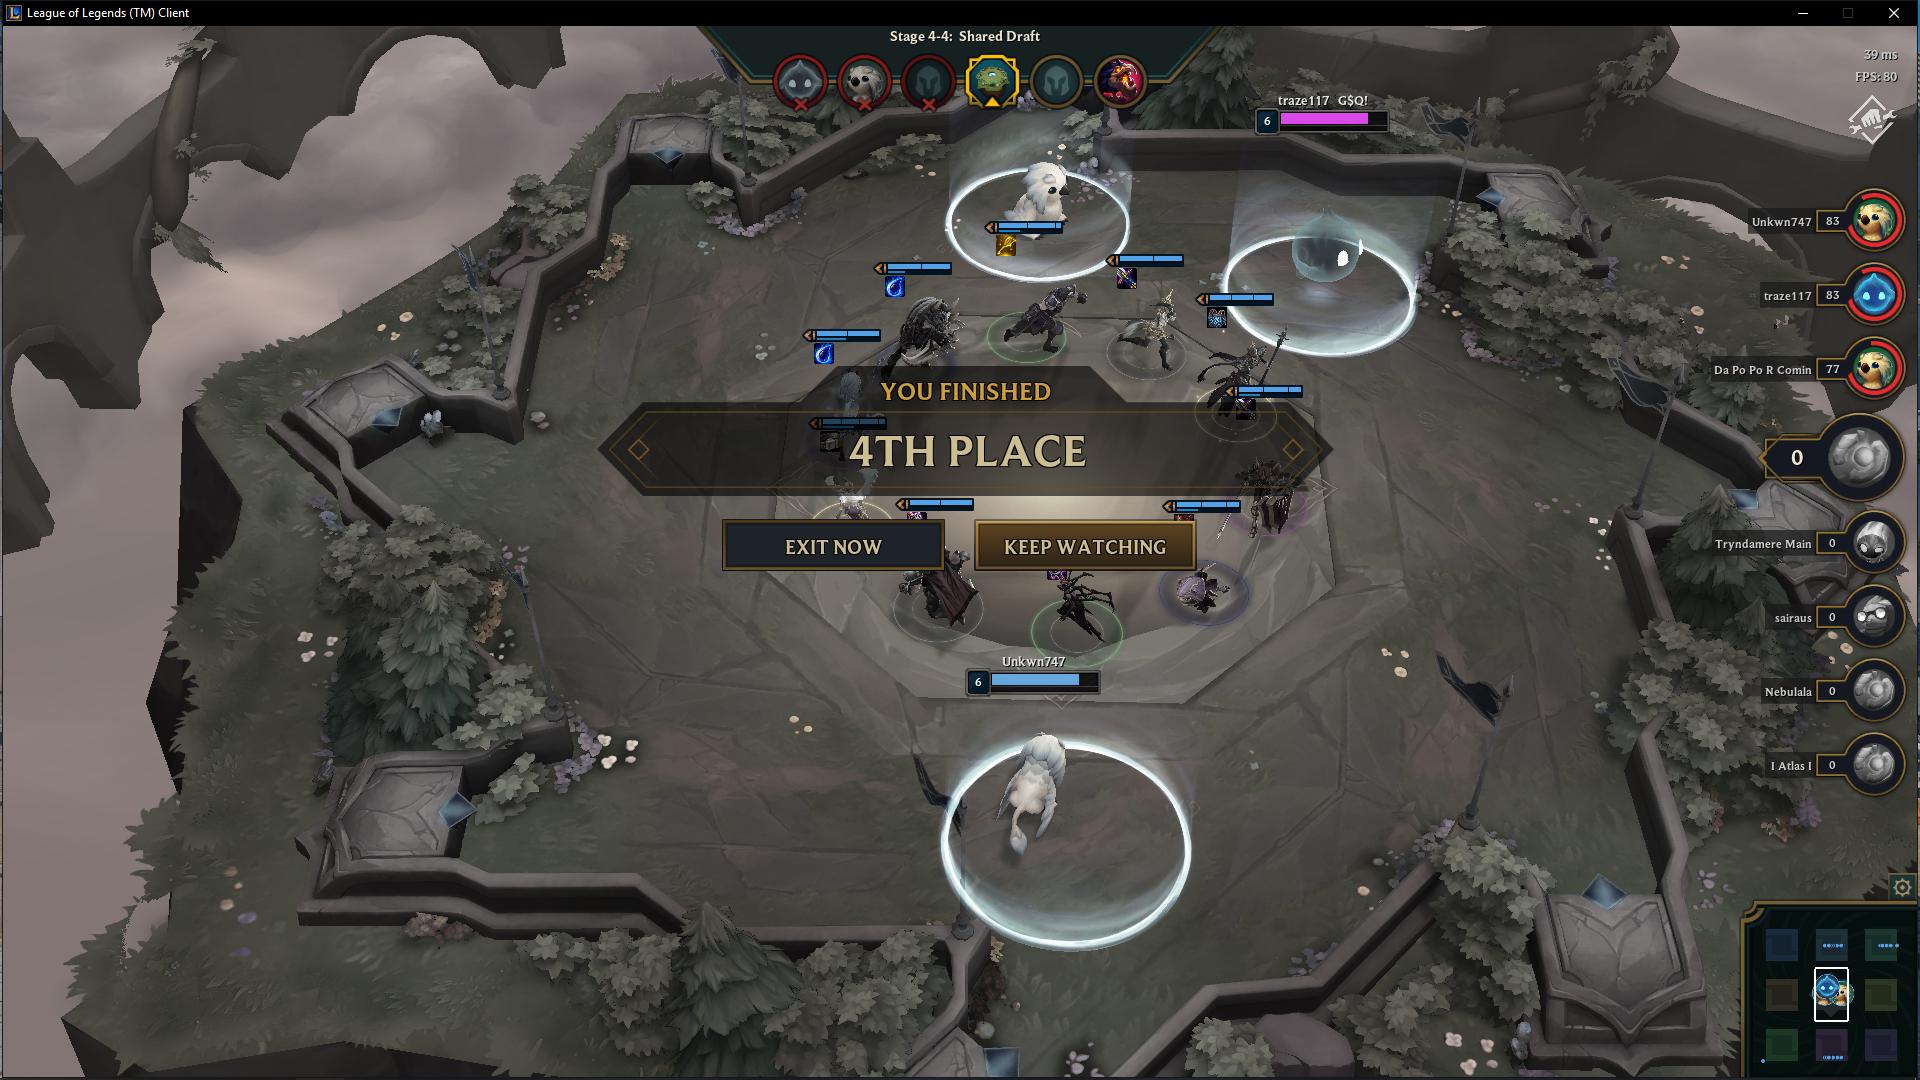 League of Legends (TM) Client
Stage 4-4: Shared Draft
39 ms
FPS: 80
traze117 G$Q!
6
Unkwn747 83
traze117 83
Da Po Po R Comin 77
YOU FINISHED
4TH PLACE
0
EXIT NOW
KEEP WATCHING
Tryndamere Main 0
sairaus 0
Unkwn747
6
Nebulala 0
I Atlas I 0